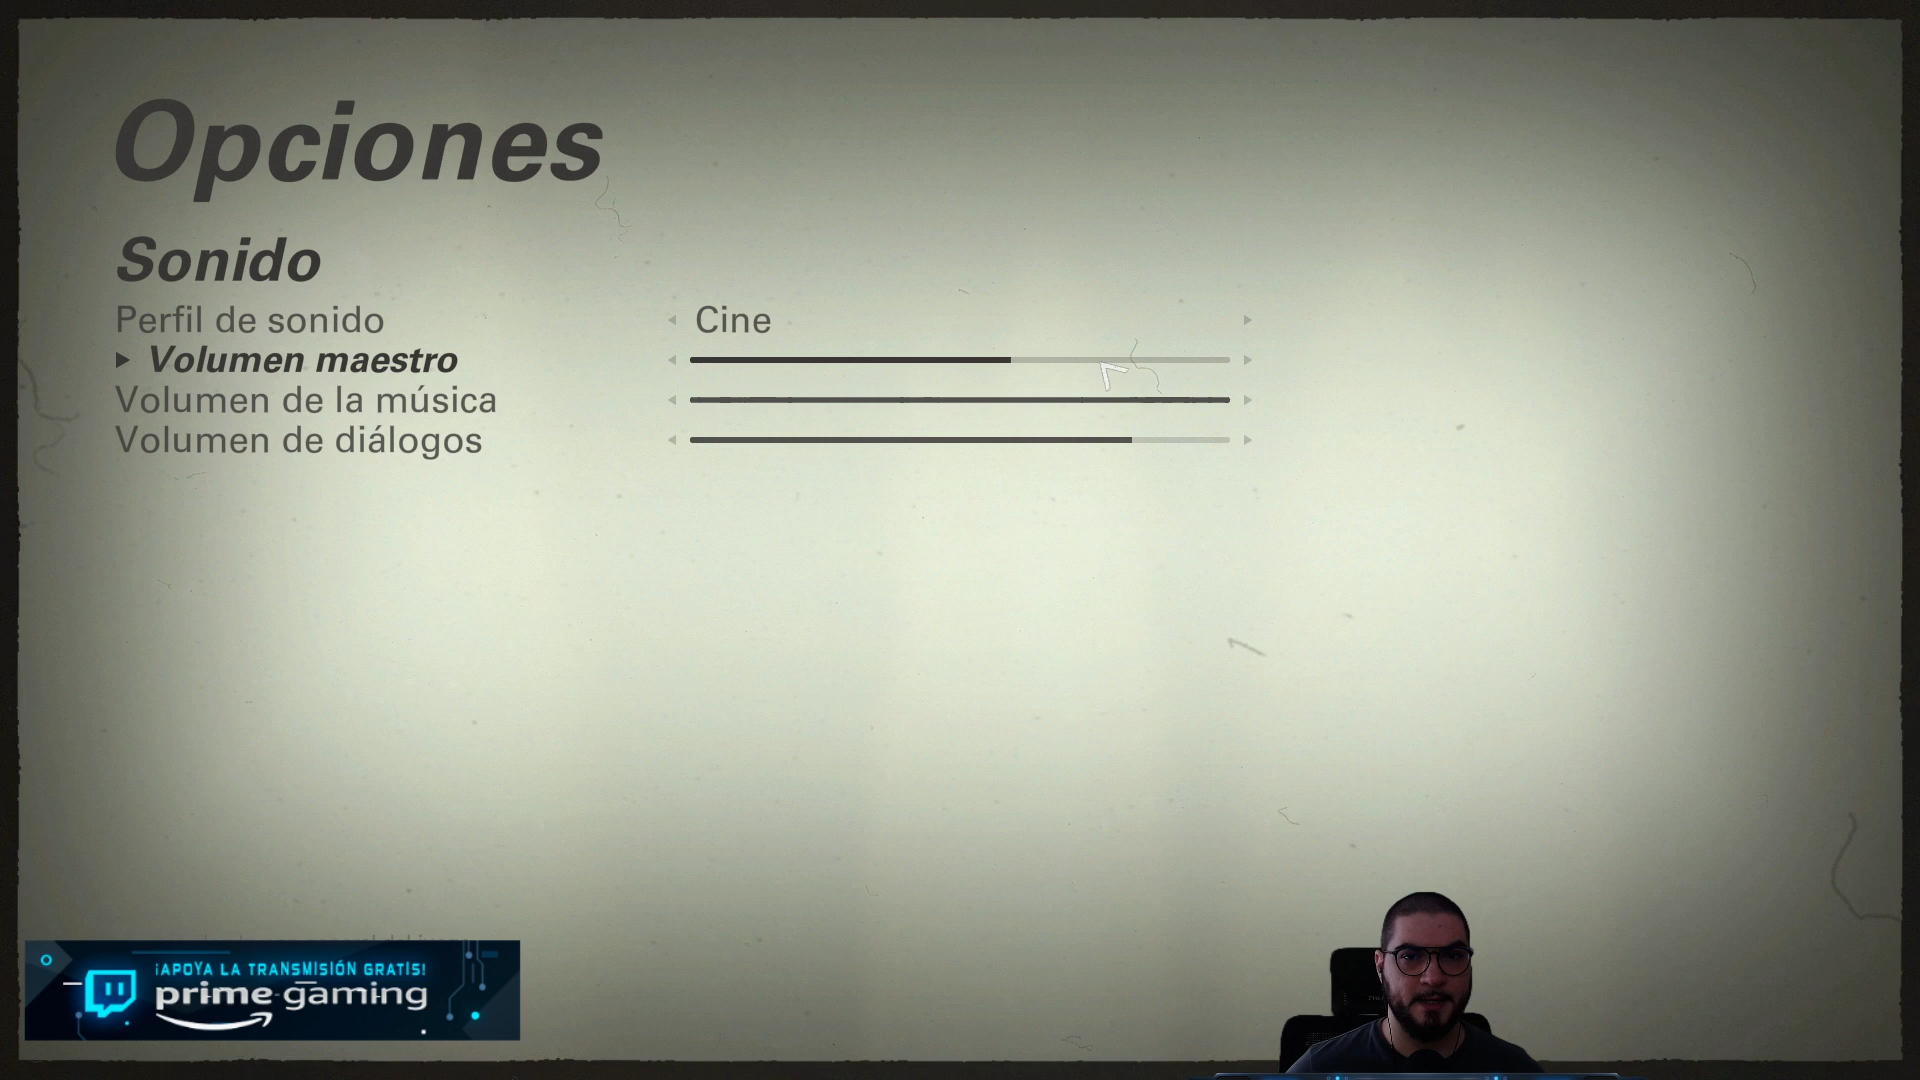 Opciones
Sonido
Perfil de sonido
Cine
Volumen maestro
Volumen de la música
Volumen de diálogos
¡APOYA LA TRANSMISIÓN GRATIS!
prime gaming